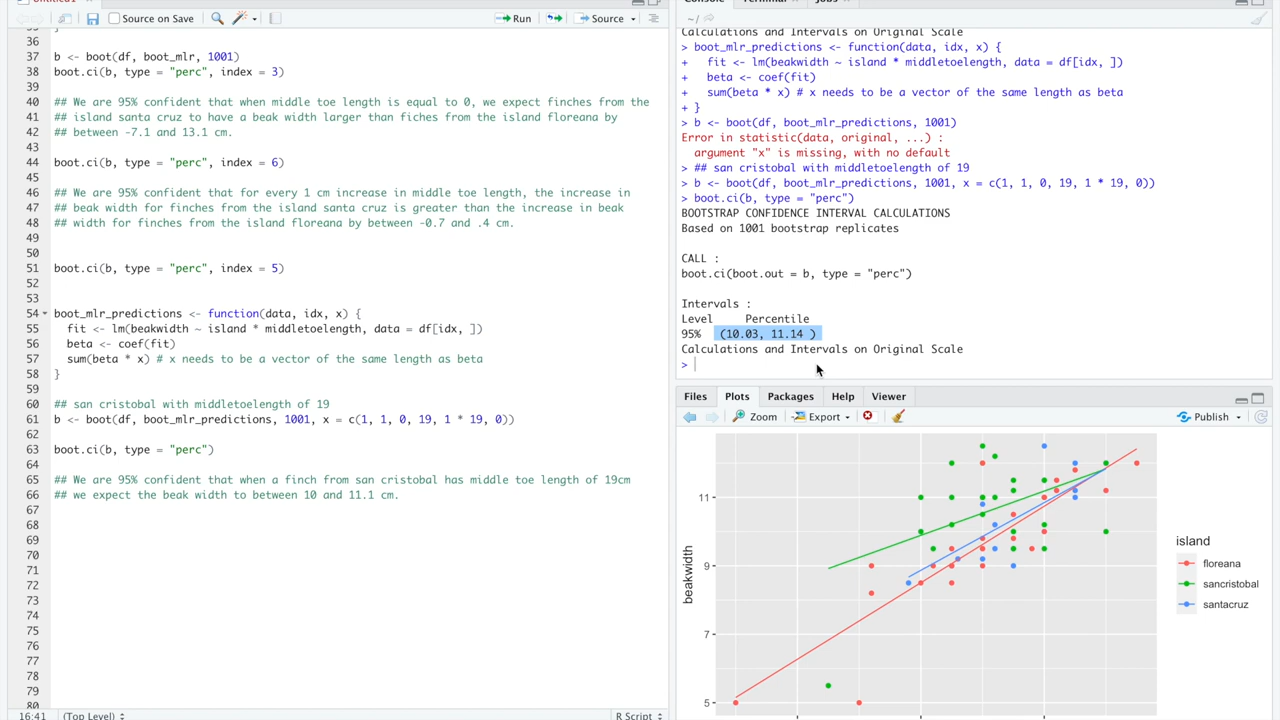 Untitled1
Source on Save
Run
Source
35
36
37 b <- boot(df, boot_mlr, 1001)
38 boot.ci(b, type = "perc", index = 3)
39
40 ## We are 95% confident that when middle toe length is equal to 0, we expect finches from the
41 ## island santa cruz to have a beak width larger than fiches from the island floreana by
42 ## between -7.1 and 13.1 cm.
43
44 boot.ci(b, type = "perc", index = 6)
45
46 ## We are 95% confident that for every 1 cm increase in middle toe length, the increase in
47 ## beak width for finches from the island santa cruz is greater than the increase in beak
48 ## width for finches from the island floreana by between -0.7 and .4 cm.
49
50
51 boot.ci(b, type = "perc", index = 5)
52
53
54 boot_mlr_predictions <- function(data, idx, x) {
55 fit <- lm(beakwidth ~ island * middletoelength, data = df[idx, ])
56 beta <- coef(fit)
57 sum(beta * x) # x needs to be a vector of the same length as beta
58 }
59
60 ## san cristobal with middletoelength of 19
61 b <- boot(df, boot_mlr_predictions, 1001, x = c(1, 1, 0, 19, 1 * 19, 0))
62
63 boot.ci(b, type = "perc")
64
65 ## We are 95% confident that when a finch from san cristobal has middle toe length of 19cm
66 ## we expect the beak width to between 10 and 11.1 cm.
67
68
69
70
71
72
73
74
75
76
77
78
79
80
16:41 (Top Level) R Script
Console Terminal Jobs
~/
Calculations and Intervals on Original Scale
> boot_mlr_predictions <- function(data, idx, x) {
+ fit <- lm(beakwidth ~ island * middletoelength, data = df[idx, ])
+ beta <- coef(fit)
+ sum(beta * x) # x needs to be a vector of the same length as beta
+ }
> b <- boot(df, boot_mlr_predictions, 1001)
Error in statistic(data, original, ...) :
argument "x" is missing, with no default
> ## san cristobal with middletoelength of 19
> b <- boot(df, boot_mlr_predictions, 1001, x = c(1, 1, 0, 19, 1 * 19, 0))
> boot.ci(b, type = "perc")
BOOTSTRAP CONFIDENCE INTERVAL CALCULATIONS
Based on 1001 bootstrap replicates
CALL :
boot.ci(boot.out = b, type = "perc")
Intervals :
Level Percentile
95% (10.03, 11.14 )
Calculations and Intervals on Original Scale
>
Files Plots Packages Help Viewer
Zoom Export Publish
11
9
7
5
beakwidth
island
floreana
sancristobal
santacruz